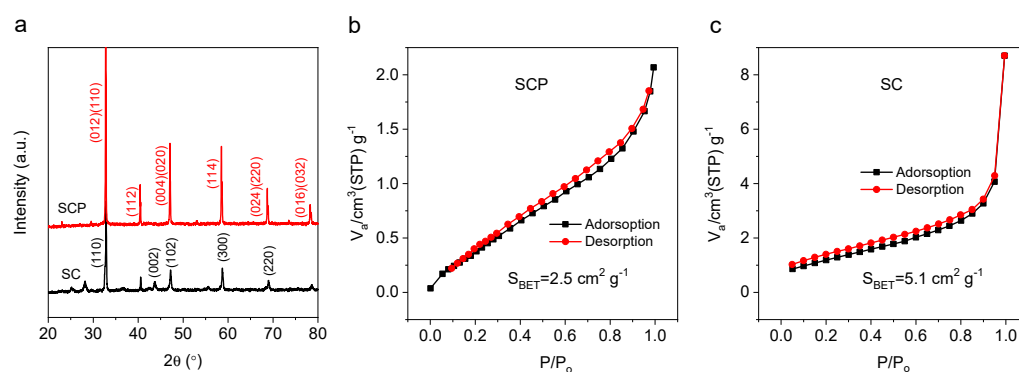 a
Intensity (a.u.)
SCP
(012)(110)
(112)
(004)(020)
(114)
(024)(220)
(016)(032)
SC
(110)
(002)
(102)
(300)
(220)
20 30 40 50 60 70 80
2θ (°)
b
Vₐ/cm³(STP) g⁻¹
2.0
1.5
1.0
0.5
0.0
SCP
Adorsoption
Desorption
S_BET=2.5 cm² g⁻¹
0.0 0.2 0.4 0.6 0.8 1.0
P/Pₒ
c
Vₐ/cm³(STP) g⁻¹
8
6
4
2
0
SC
Adorsoption
Desorption
S_BET=5.1 cm² g⁻¹
0.0 0.2 0.4 0.6 0.8 1.0
P/Pₒ